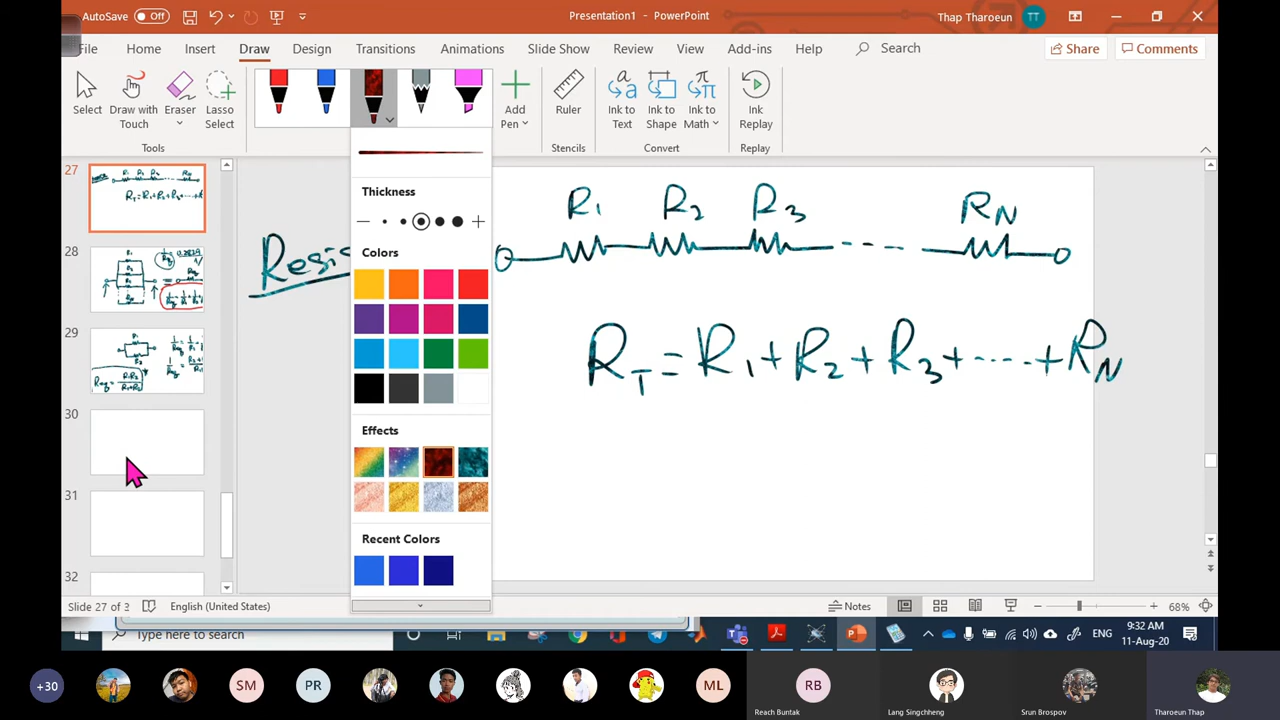 AutoSave Off
Presentation1 - PowerPoint
Thap Tharoeun TT
File Home Insert Draw Design Transitions Animations Slide Show Review View Add-ins Help Search Share Comments
Select Draw with Touch Eraser Lasso Select Add Pen Ruler Ink to Text Ink to Shape Ink to Math Ink Replay
Tools Stencils Convert Replay
Thickness
Colors
Effects
Recent Colors
27
28
29
30
31
32
R1 R2 R3 RN
Resis
RT = R1 + R2 + R3 + ---- + RN
Slide 27 of 3 English (United States) Notes 68%
Type here to search
ENG
9:32 AM
11-Aug-20
+30 SM PR ML RB
Reach Buntak Lang Singchheng Srun Brospov Tharoeun Thap